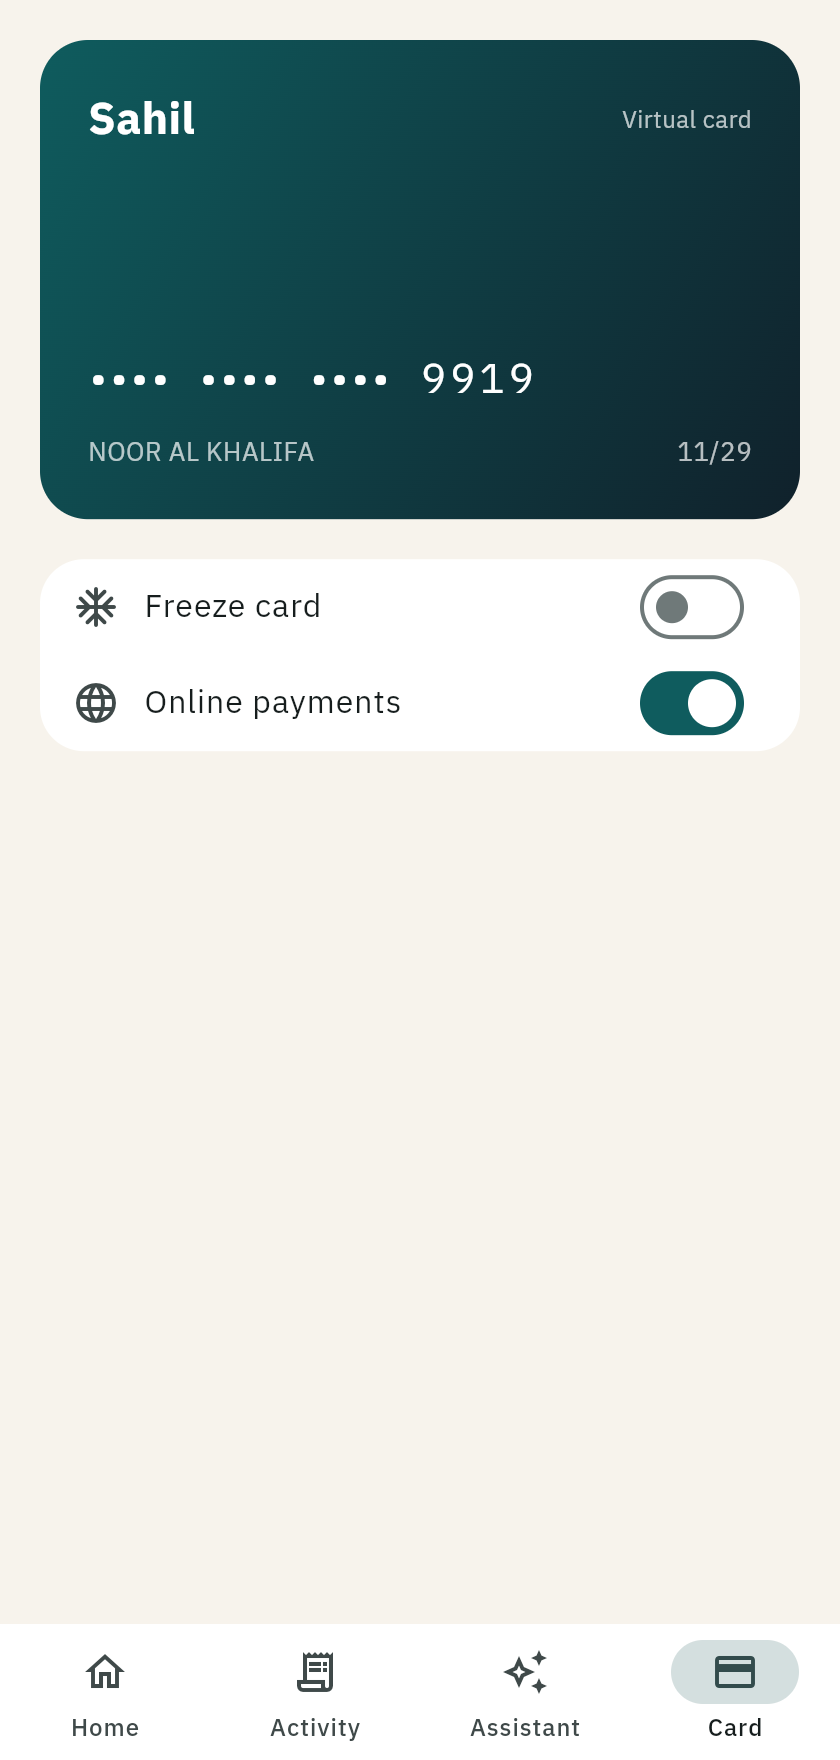 Sahil
Virtual card
•••• •••• •••• 9919
NOOR AL KHALIFA
11/29
Freeze card
Online payments
Home
Activity
Assistant
Card